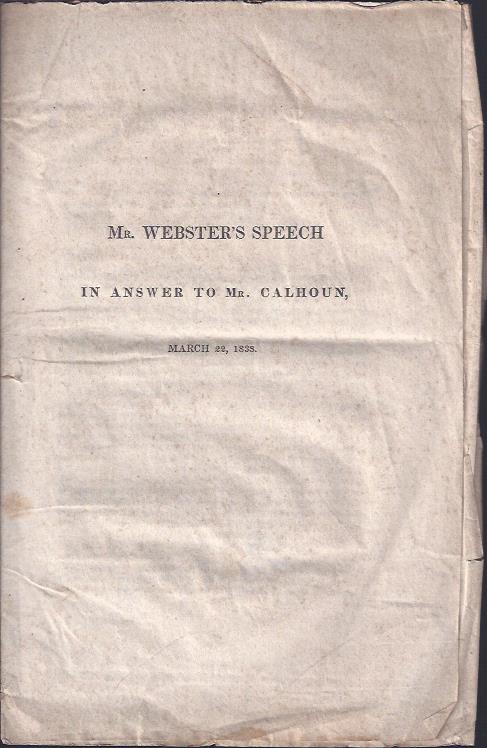 Mr. WEBSTER'S SPEECH
IN ANSWER TO Mr. CALHOUN,
MARCH 22, 1838.